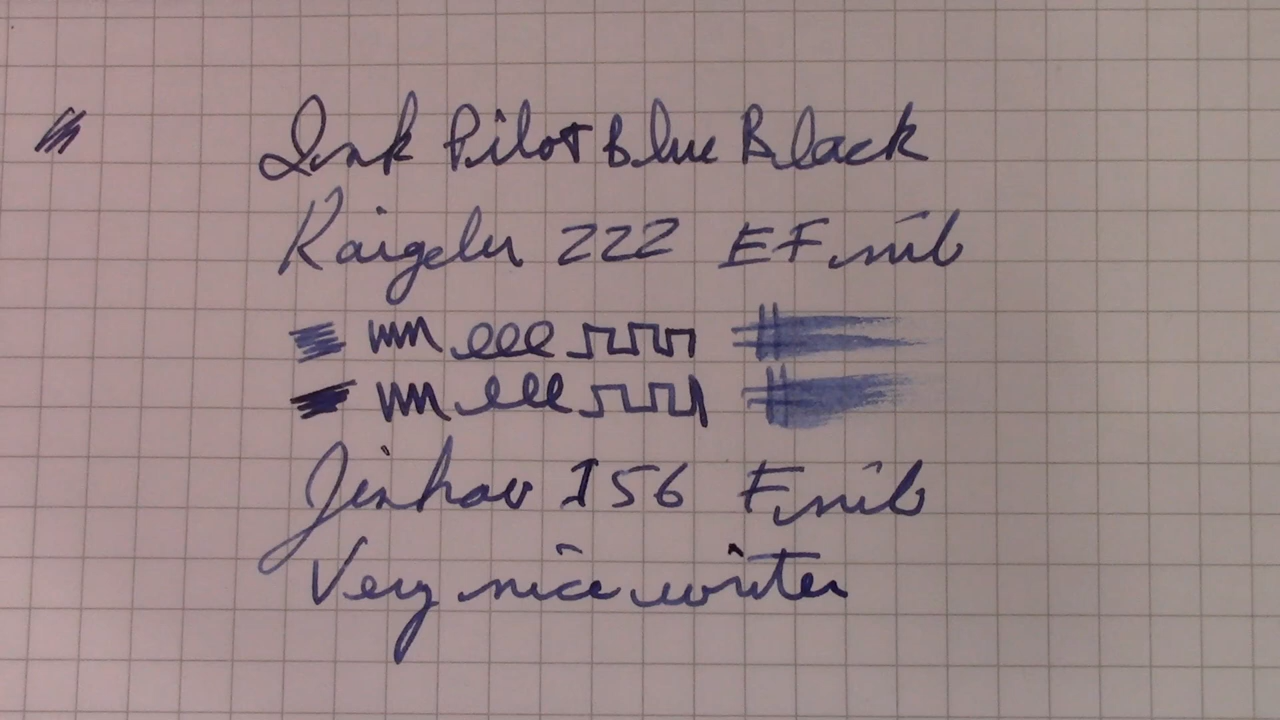 Ink Pilot Blue Black
Kaigelu 222 EF nib
Jinhao 156 F nib
Very nice writer